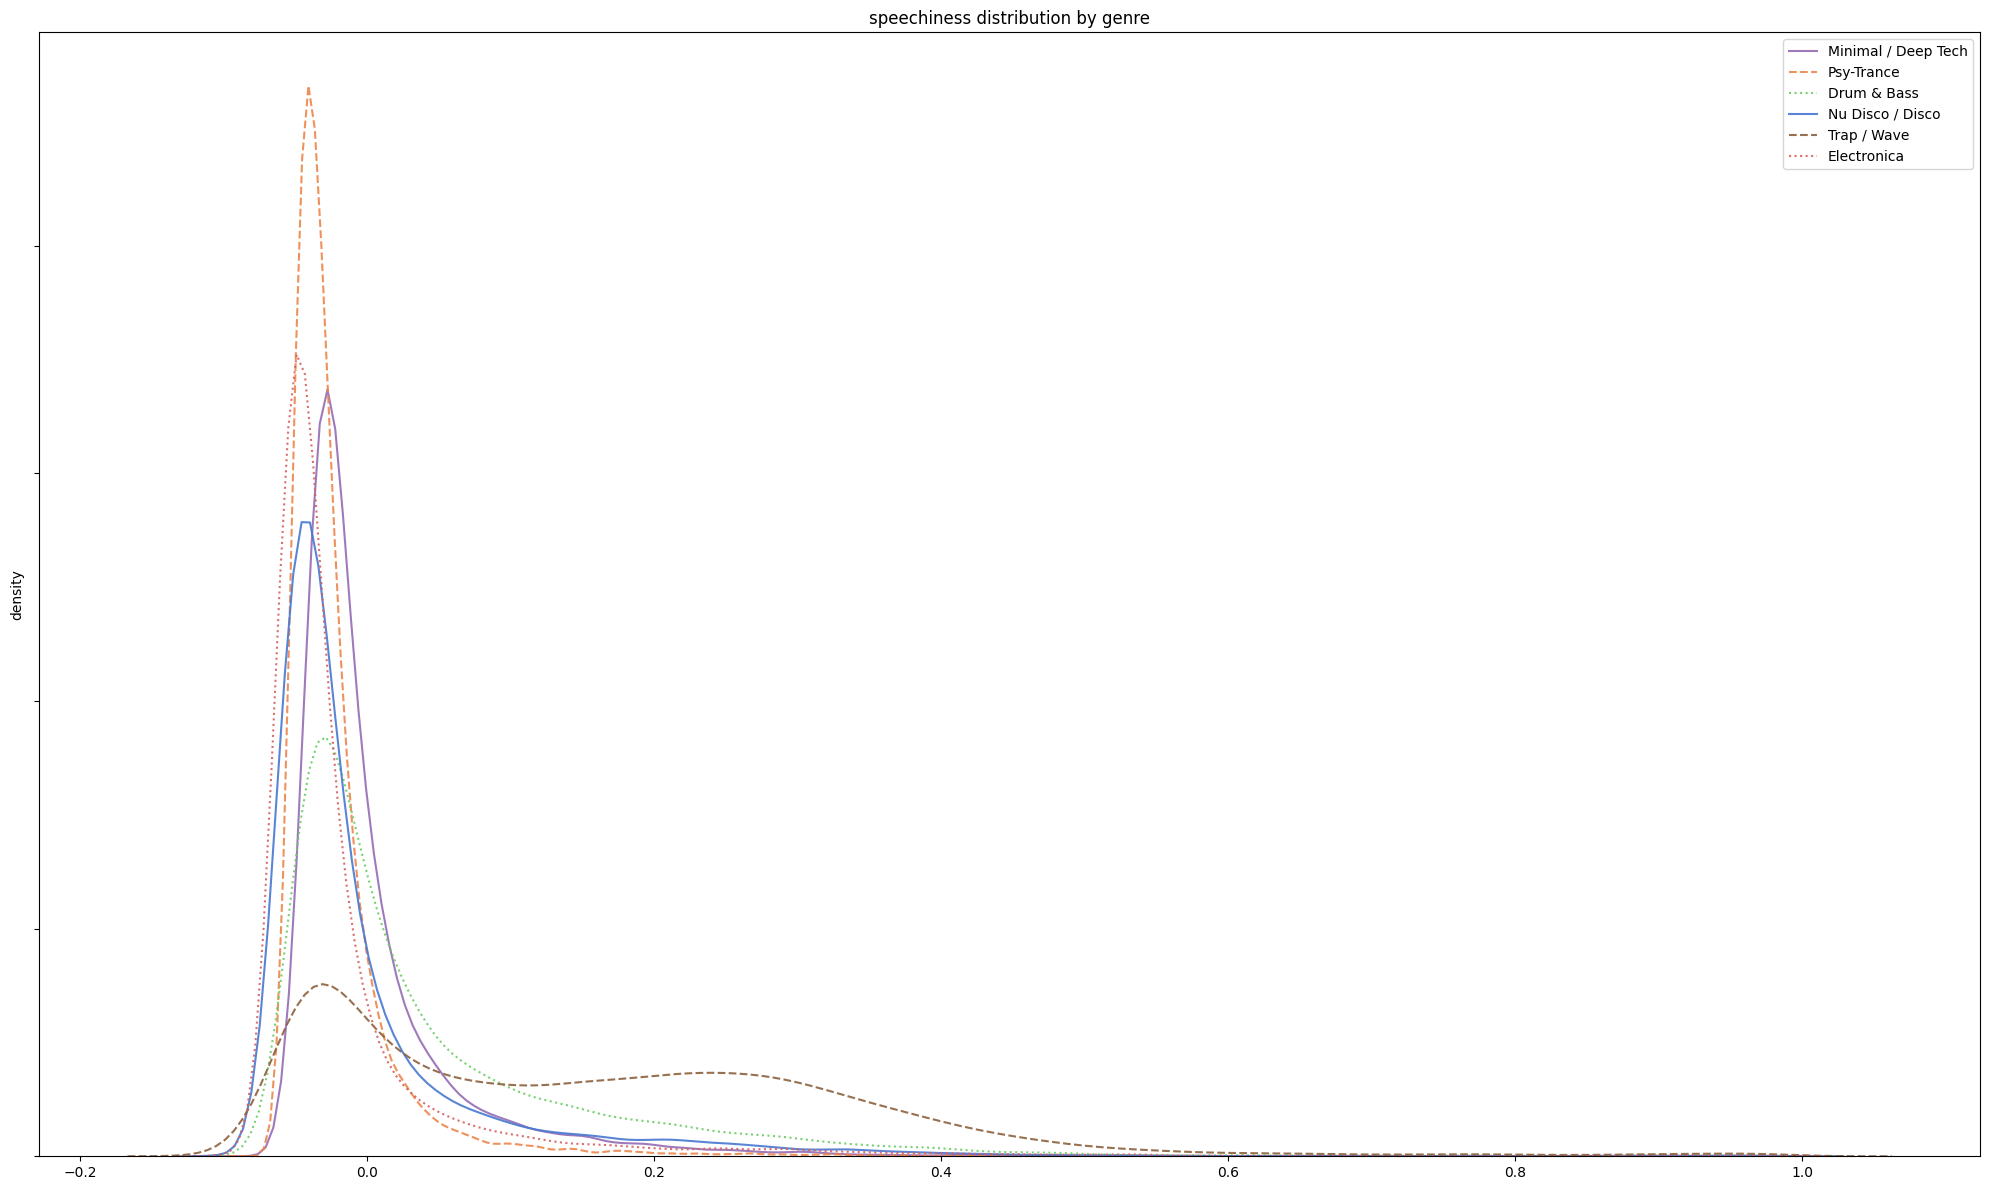 speechiness distribution by genre
Minimal / Deep Tech
Psy-Trance
Drum & Bass
Nu Disco / Disco
Trap / Wave
Electronica
density
−0.2
0.0
0.2
0.4
0.6
0.8
1.0